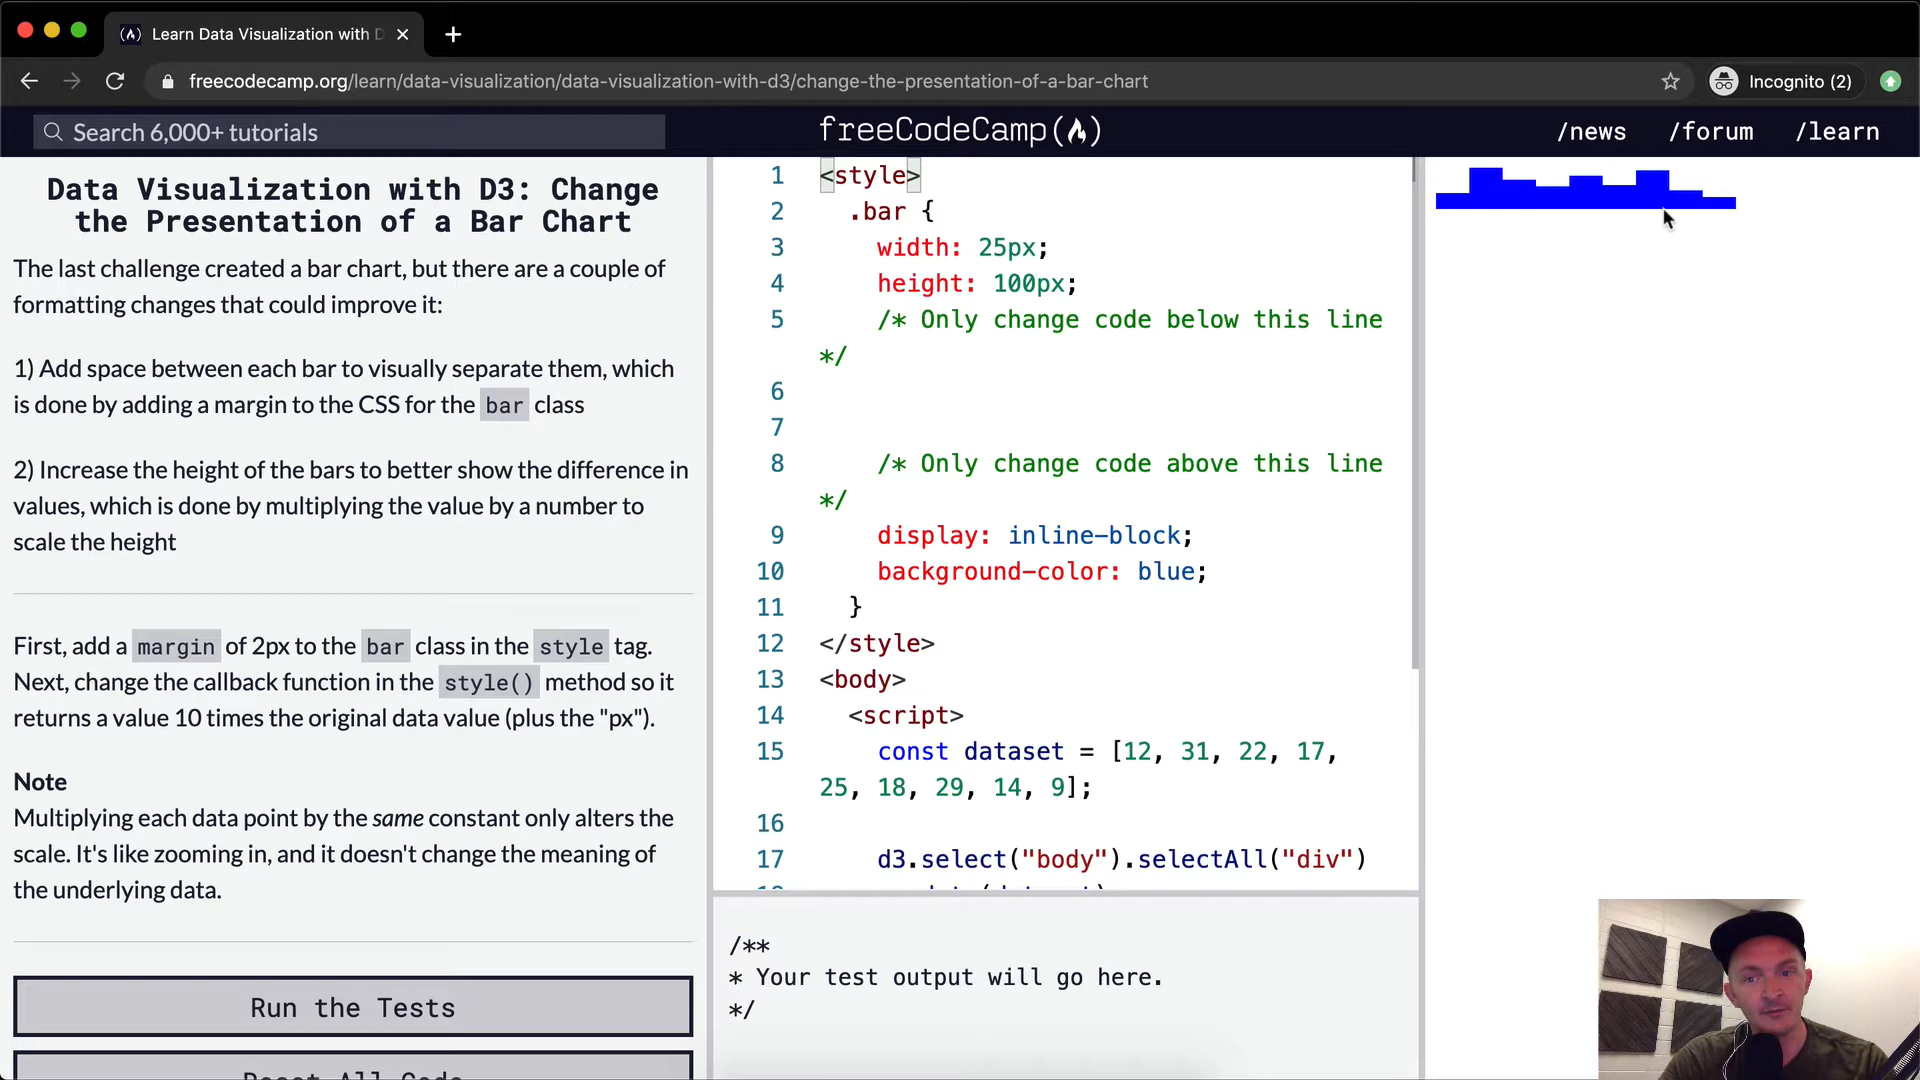 Learn Data Visualization with D
freecodecamp.org/learn/data-visualization/data-visualization-with-d3/change-the-presentation-of-a-bar-chart
Incognito (2)
Search 6,000+ tutorials
freeCodeCamp
/news
/forum
/learn
Data Visualization with D3: Change
the Presentation of a Bar Chart
The last challenge created a bar chart, but there are a couple of
formatting changes that could improve it:
1) Add space between each bar to visually separate them, which
is done by adding a margin to the CSS for the bar class
2) Increase the height of the bars to better show the difference in
values, which is done by multiplying the value by a number to
scale the height
First, add a margin of 2px to the bar class in the style tag.
Next, change the callback function in the style() method so it
returns a value 10 times the original data value (plus the "px").
Note
Multiplying each data point by the same constant only alters the
scale. It's like zooming in, and it doesn't change the meaning of
the underlying data.
Run the Tests
Reset All Code
1 <style>
2 .bar {
3 width: 25px;
4 height: 100px;
5 /* Only change code below this line
*/
6
7
8 /* Only change code above this line
*/
9 display: inline-block;
10 background-color: blue;
11 }
12 </style>
13 <body>
14 <script>
15 const dataset = [12, 31, 22, 17,
25, 18, 29, 14, 9];
16
17 d3.select("body").selectAll("div")
/**
* Your test output will go here.
*/